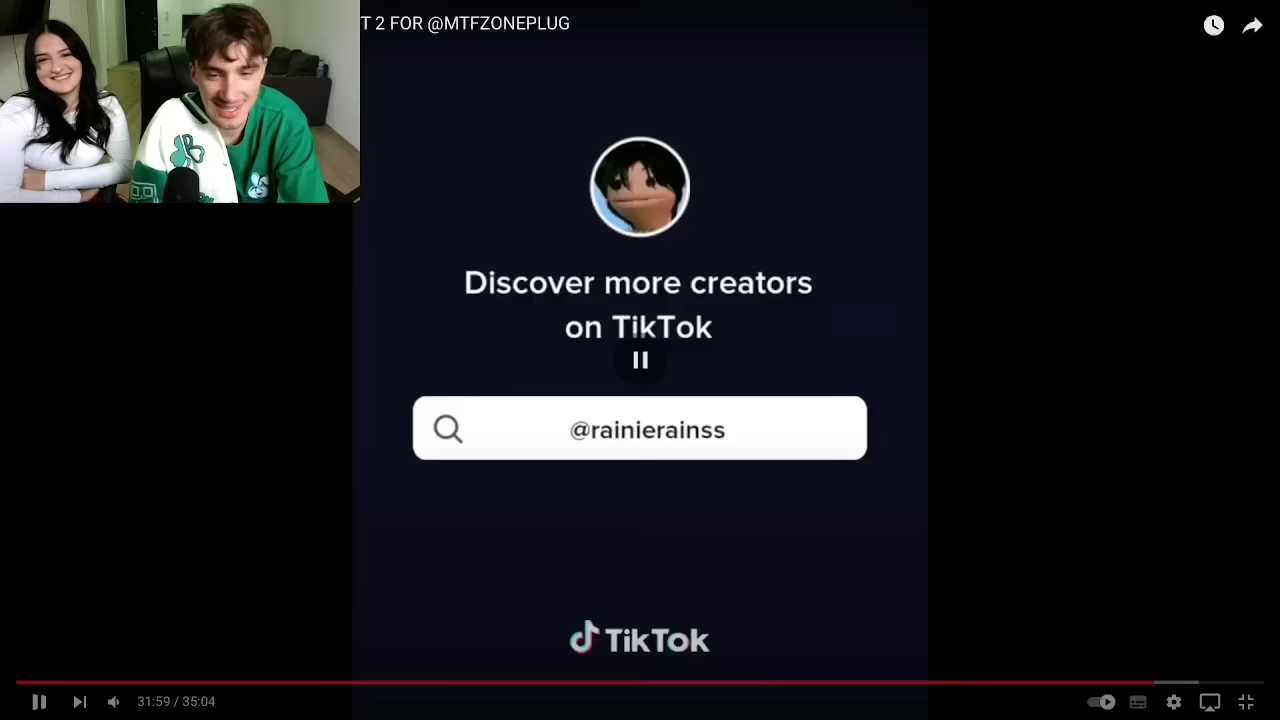 T 2 FOR @MTFZONEPLUG
Discover more creators
on TikTok
@rainierainss
TikTok
31:59 / 35:04